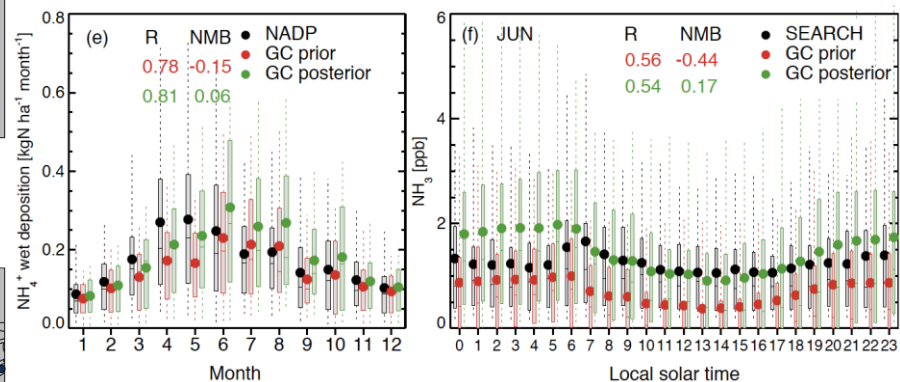 (e) R NMB NADP
0.78 -0.15 GC prior
0.81 0.06 GC posterior
NH4+ wet deposition [kgN ha-1 month-1]
0.8
0.6
0.4
0.2
0.0
1 2 3 4 5 6 7 8 9 10 11 12
Month
(f) JUN R NMB SEARCH
0.56 -0.44 GC prior
0.54 0.17 GC posterior
NH3 [ppb]
6
4
2
0
0 1 2 3 4 5 6 7 8 9 10 11 12 13 14 15 16 17 18 19 20 21 22 23
Local solar time